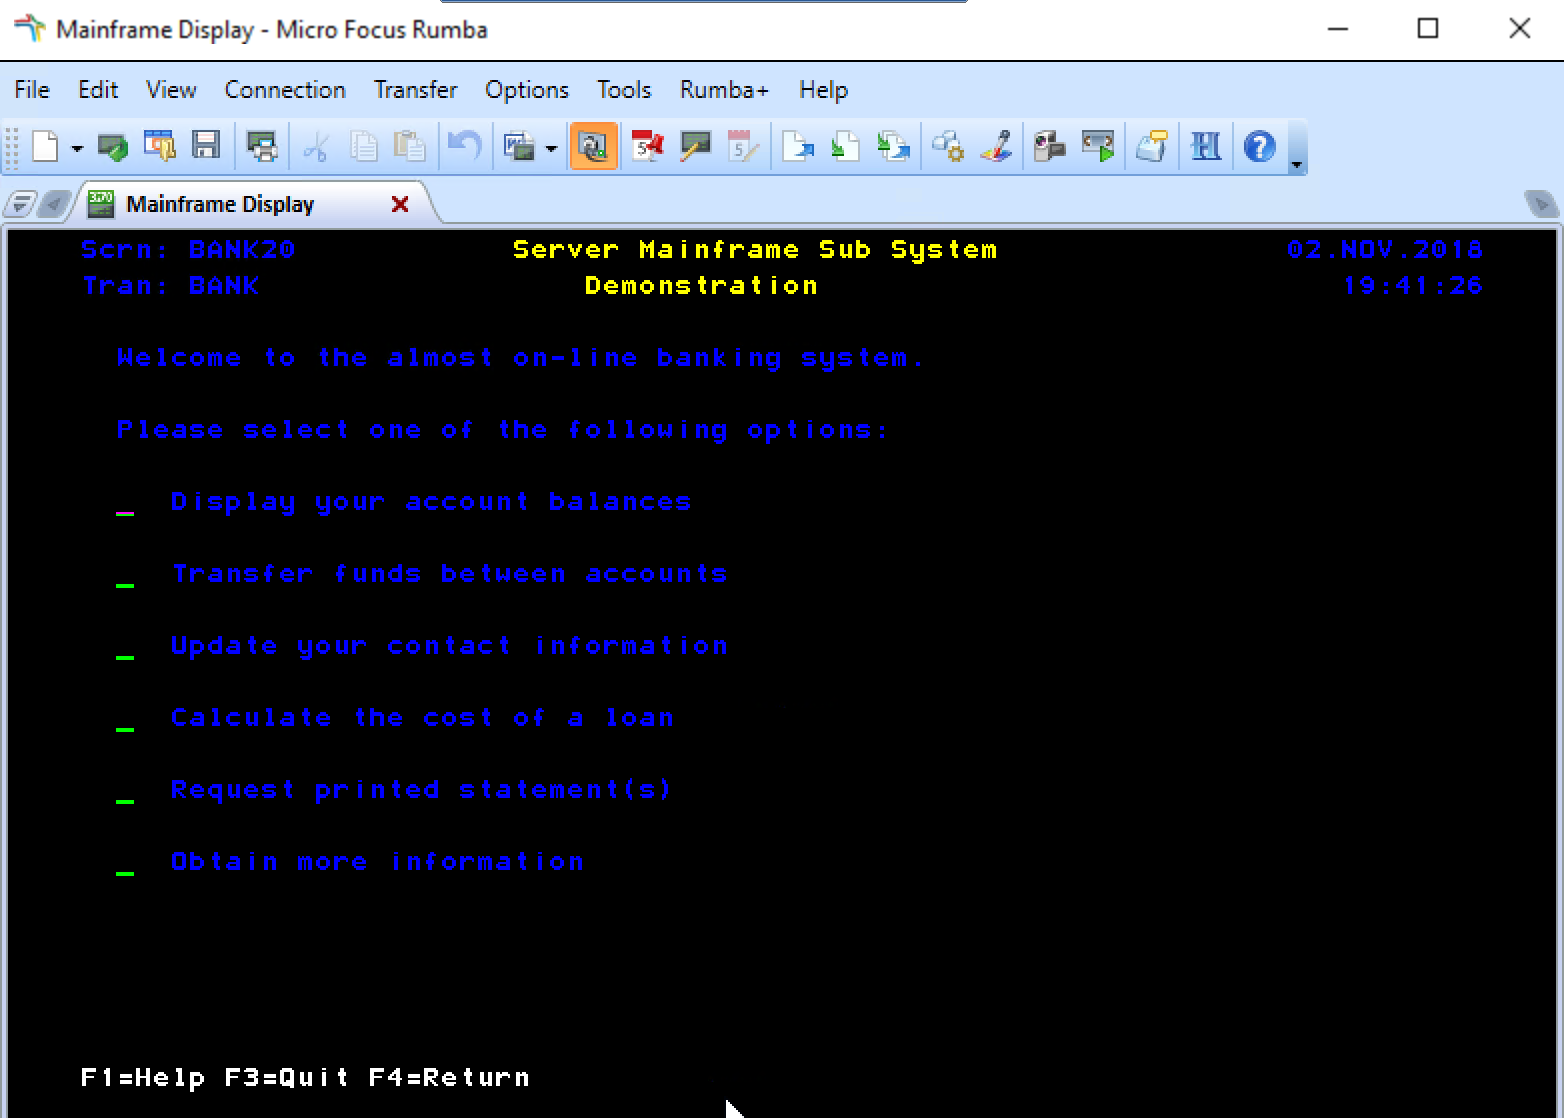 Mainframe Display - Micro Focus Rumba
File Edit View Connection Transfer Options Tools Rumba+ Help
Mainframe Display
Scrn: BANK20 Server Mainframe Sub System 02.NOV.2018
Tran: BANK Demonstration 19:41:26
Welcome to the almost on-line banking system.
Please select one of the following options:
_ Display your account balances
_ Transfer funds between accounts
_ Update your contact information
_ Calculate the cost of a loan
_ Request printed statement(s)
_ Obtain more information
F1=Help F3=Quit F4=Return